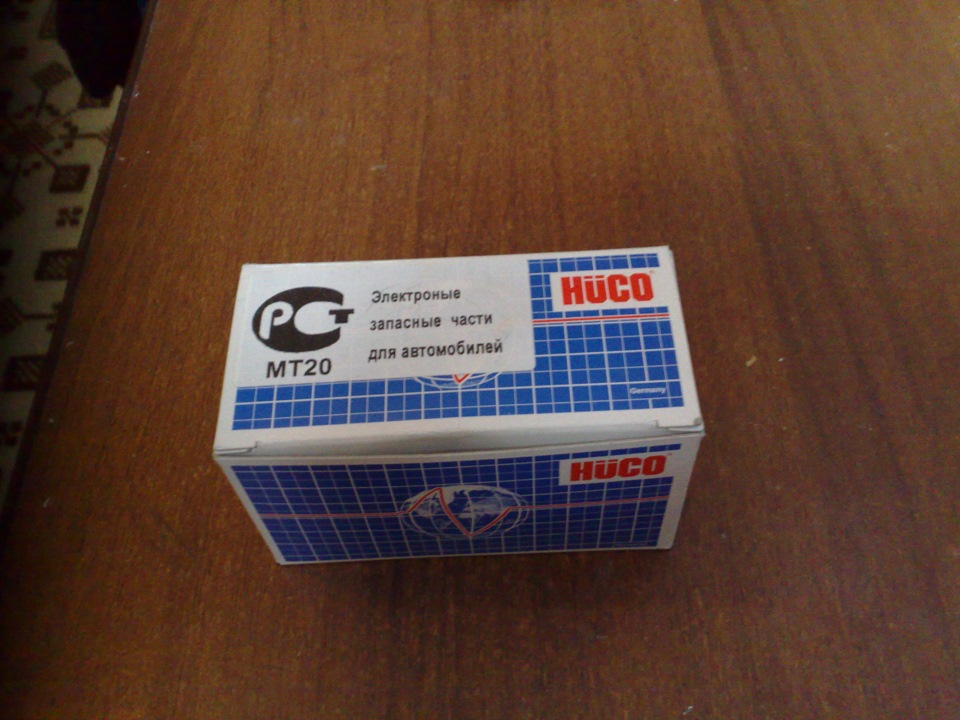 РСТ
МТ20
Электроные
запасные части
для автомобилей
HÜCO
Germany
HÜCO